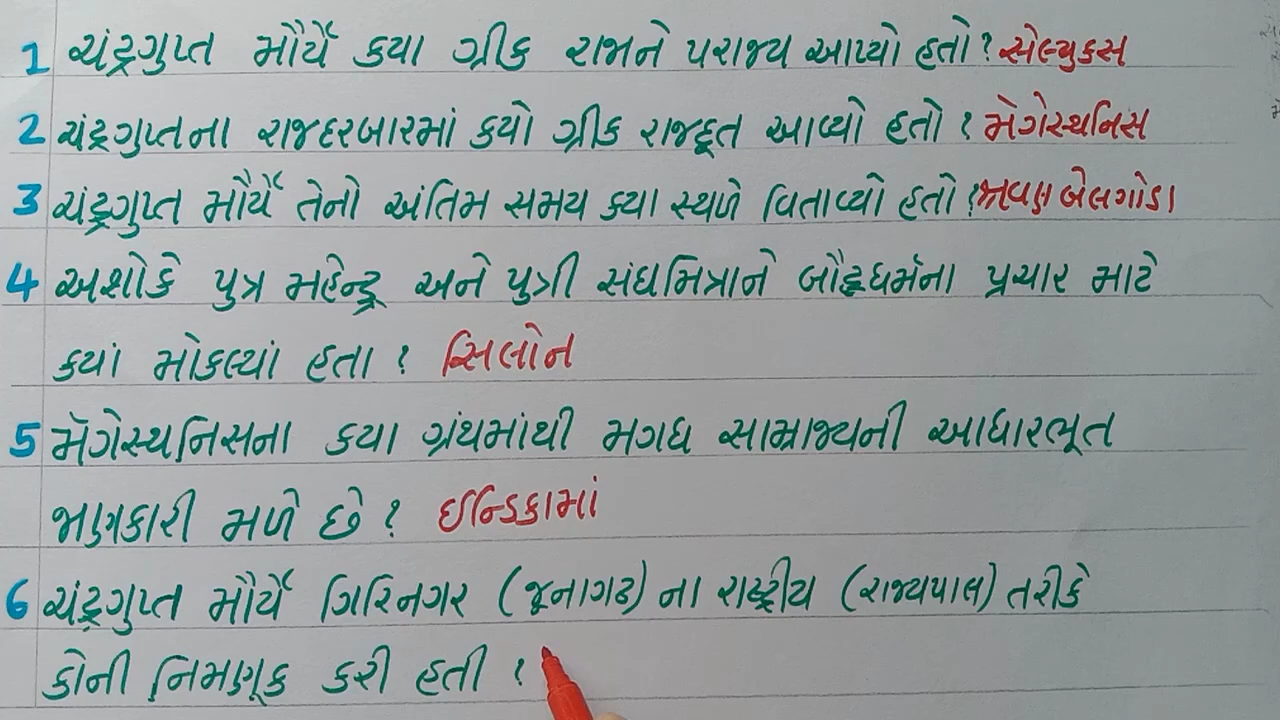 1 ચંદ્રગુપ્ત મૌર્યે કયા ગ્રીક રાજાને પરાજય આપ્યો હતો? સેલ્યુકસ
2 ચંદ્રગુપ્તના રાજદરબારમાં કયો ગ્રીક રાજદૂત આવ્યો હતો? મેગેસ્થનિસ
3 ચંદ્રગુપ્ત મૌર્યે તેનો અંતિમ સમય કયા સ્થળે વિતાવ્યો હતો? શ્રવણ બેલગોડા
4 અશોકે પુત્ર મહેન્દ્ર અને પુત્રી સંઘમિત્રાને બૌદ્ધધર્મના પ્રચાર માટે
કયાં મોકલ્યાં હતા? સિલોન
5 મૅગેસ્થનિસના કયા ગ્રંથમાંથી મગધ સામ્રાજ્યની આધારભૂત
જાણકારી મળે છે? ઈન્ડિકામાં
6 ચંદ્રગુપ્ત મૌર્યે ગિરિનગર (જૂનાગઢ) ના રાષ્ટ્રીય (રાજ્યપાલ) તરીકે
કોની નિમણૂક કરી હતી?